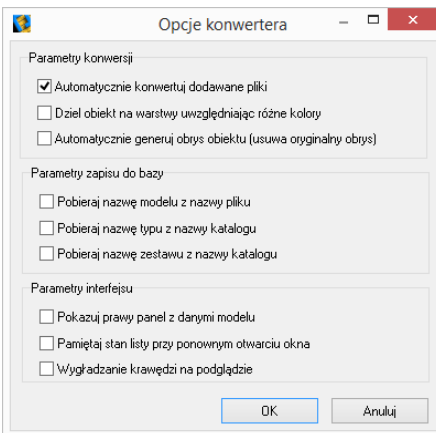 Opcje konwertera
Parametry konwersji
Automatycznie konwertuj dodawane pliki
Dziel obiekt na warstwy uwzględniając różne kolory
Automatycznie generuj obrys obiektu (usuwa oryginalny obrys)
Parametry zapisu do bazy
Pobieraj nazwę modelu z nazwy pliku
Pobieraj nazwę typu z nazwy katalogu
Pobieraj nazwę zestawu z nazwy katalogu
Parametry interfejsu
Pokazuj prawy panel z danymi modelu
Pamiętaj stan listy przy ponownym otwarciu okna
Wygładzanie krawędzi na podglądzie
OK Anuluj